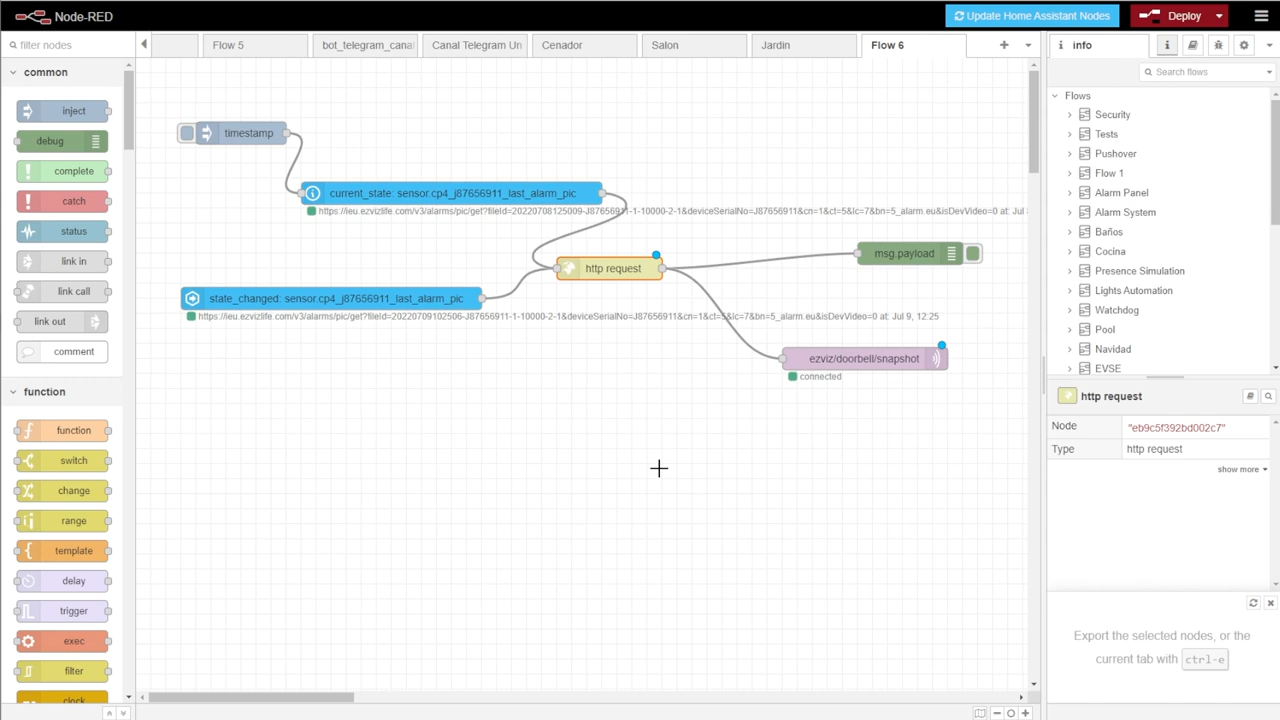 Node-RED
Update Home Assistant Nodes
Deploy
filter nodes
Flow 5
bot_telegram_cana
Canal Telegram Un
Cenador
Salon
Jardin
Flow 6
info
Search flows
common
inject
debug
complete
catch
status
link in
link call
link out
comment
function
function
switch
change
range
template
delay
trigger
exec
filter
clock
timestamp
current_state: sensor.cp4_j87656911_last_alarm_pic
https://ieu.ezvizlife.com/v3/alarms/pic/get?fileId=20220708125009-J87656911-1-10000-2-1&deviceSerialNo=J87656911&cn=1&ct=5&lc=7&bn=5_alarm.eu&isDevVideo=0 at: Jul 8
http request
msg.payload
state_changed: sensor.cp4_j87656911_last_alarm_pic
https://ieu.ezvizlife.com/v3/alarms/pic/get?fileId=20220709102506-J87656911-1-10000-2-1&deviceSerialNo=J87656911&cn=1&ct=5&lc=7&bn=5_alarm.eu&isDevVideo=0 at: Jul 9, 12:25
ezviz/doorbell/snapshot
connected
Flows
Security
Tests
Pushover
Flow 1
Alarm Panel
Alarm System
Baños
Cocina
Presence Simulation
Lights Automation
Watchdog
Pool
Navidad
EVSE
http request
Node "eb9c5f392bd002c7"
Type http request
show more
Export the selected nodes, or the
current tab with ctrl-e